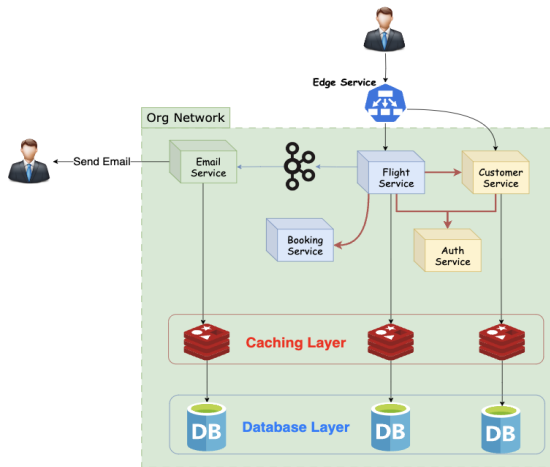 Edge Service
Org Network
Send Email
Email
Service
Flight
Service
Customer
Service
Booking
Service
Auth
Service
Caching Layer
DB
Database Layer
DB
DB